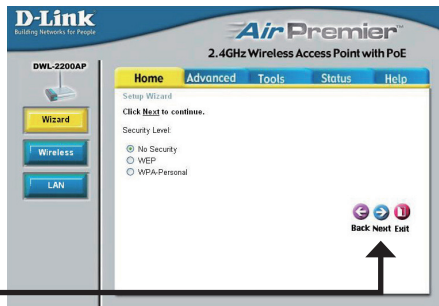 D-Link
Building Networks for People
AirPremier™
2.4GHz Wireless Access Point with PoE
DWL-2200AP
Home Advanced Tools Status Help
Setup Wizard
Click Next to continue.
Security Level:
No Security
WEP
WPA-Personal
Wizard
Wireless
LAN
Back Next Exit